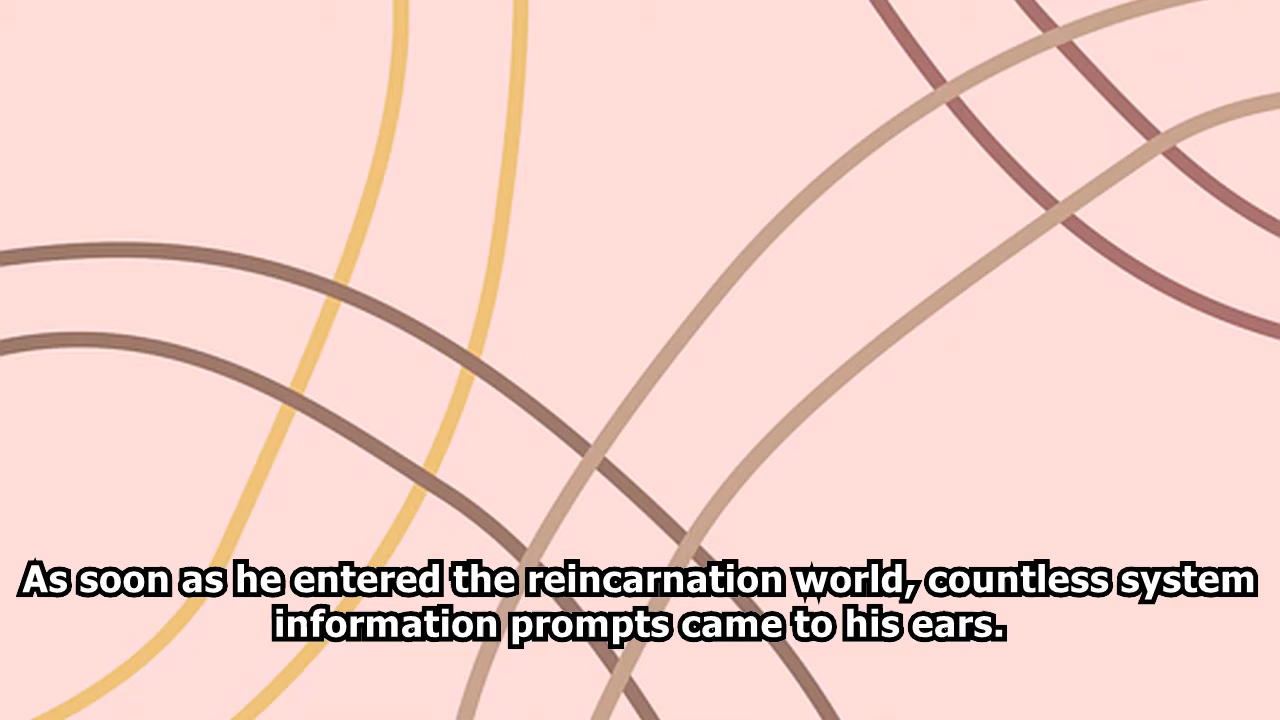 As soon as he entered the reincarnation world, countless system
information prompts came to his ears.